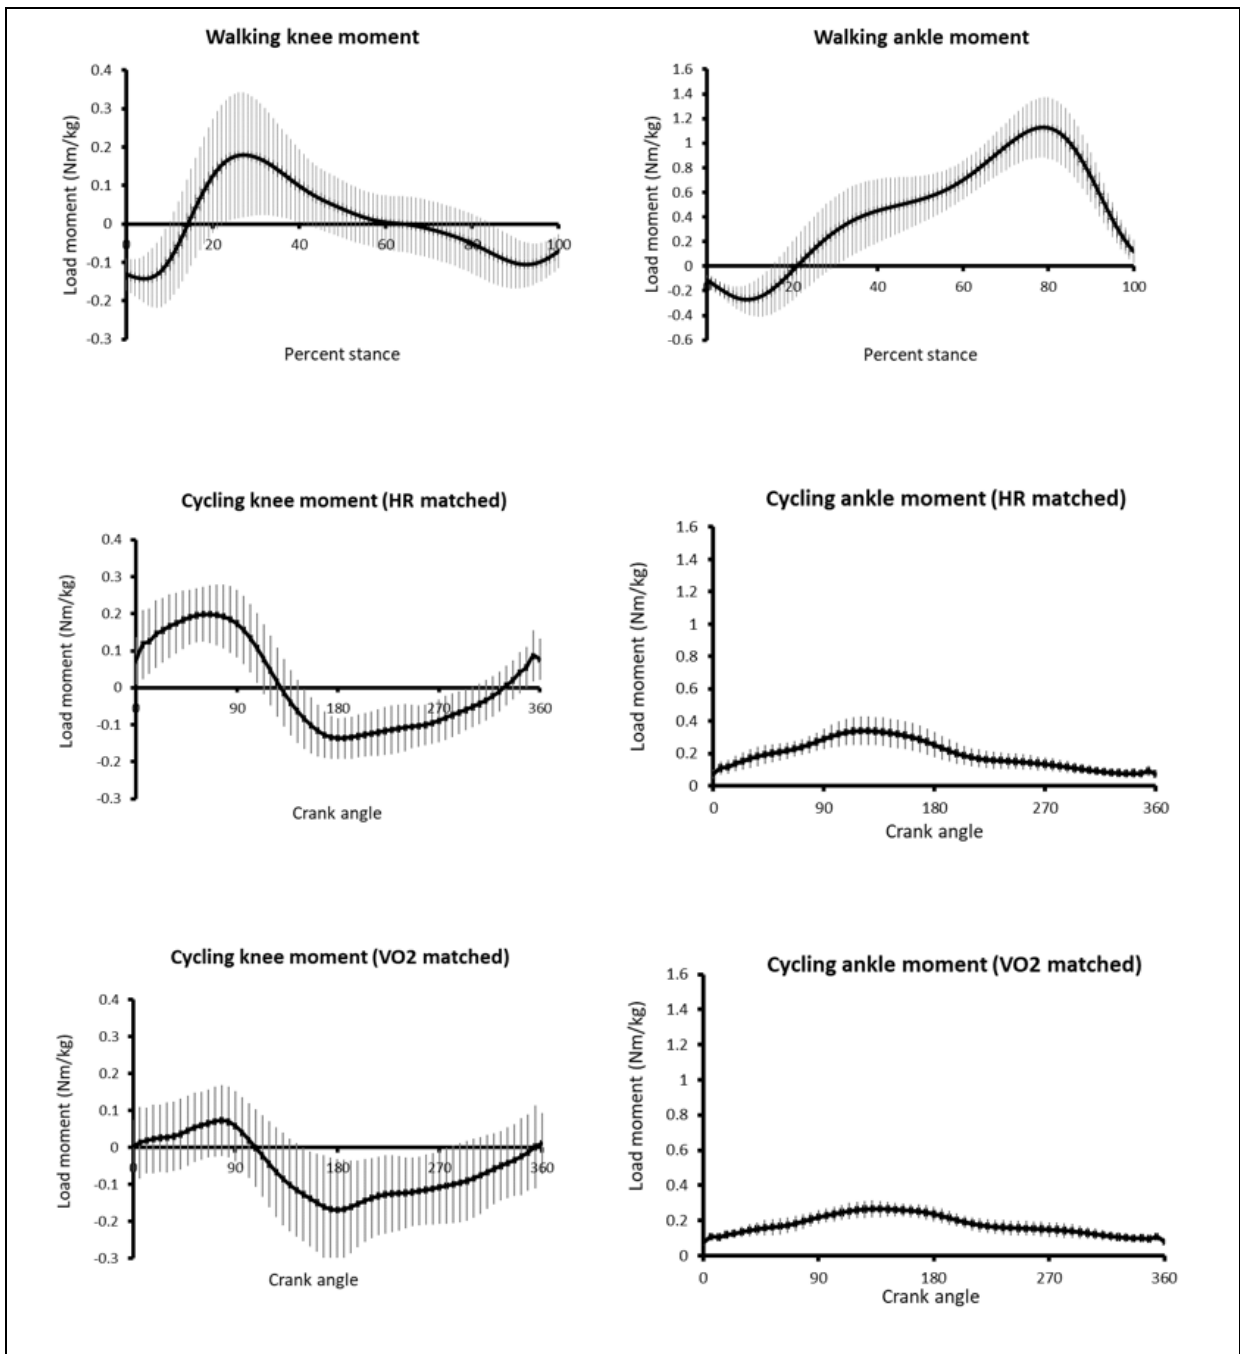 Walking knee moment
0.4
0.3
0.2
0.1
0
-0.1
-0.2
-0.3
Load moment (Nm/kg)
0 20 40 60 80 100
Percent stance
Walking ankle moment
1.6
1.4
1.2
1
0.8
0.6
0.4
0.2
0
-0.2
-0.4
-0.6
Load moment (Nm/kg)
20 40 60 80 100
Percent stance
Cycling knee moment (HR matched)
0.4
0.3
0.2
0.1
0
-0.1
-0.2
-0.3
Load moment (Nm/kg)
0 90 180 270 360
Crank angle
Cycling ankle moment (HR matched)
1.6
1.4
1.2
1
0.8
0.6
0.4
0.2
0
Load moment (Nm/kg)
0 90 180 270 360
Crank angle
Cycling knee moment (VO2 matched)
0.4
0.3
0.2
0.1
0
-0.1
-0.2
-0.3
Load moment (Nm/kg)
0 90 180 270 360
Crank angle
Cycling ankle moment (VO2 matched)
1.6
1.4
1.2
1
0.8
0.6
0.4
0.2
0
Load moment (Nm/kg)
0 90 180 270 360
Crank angle